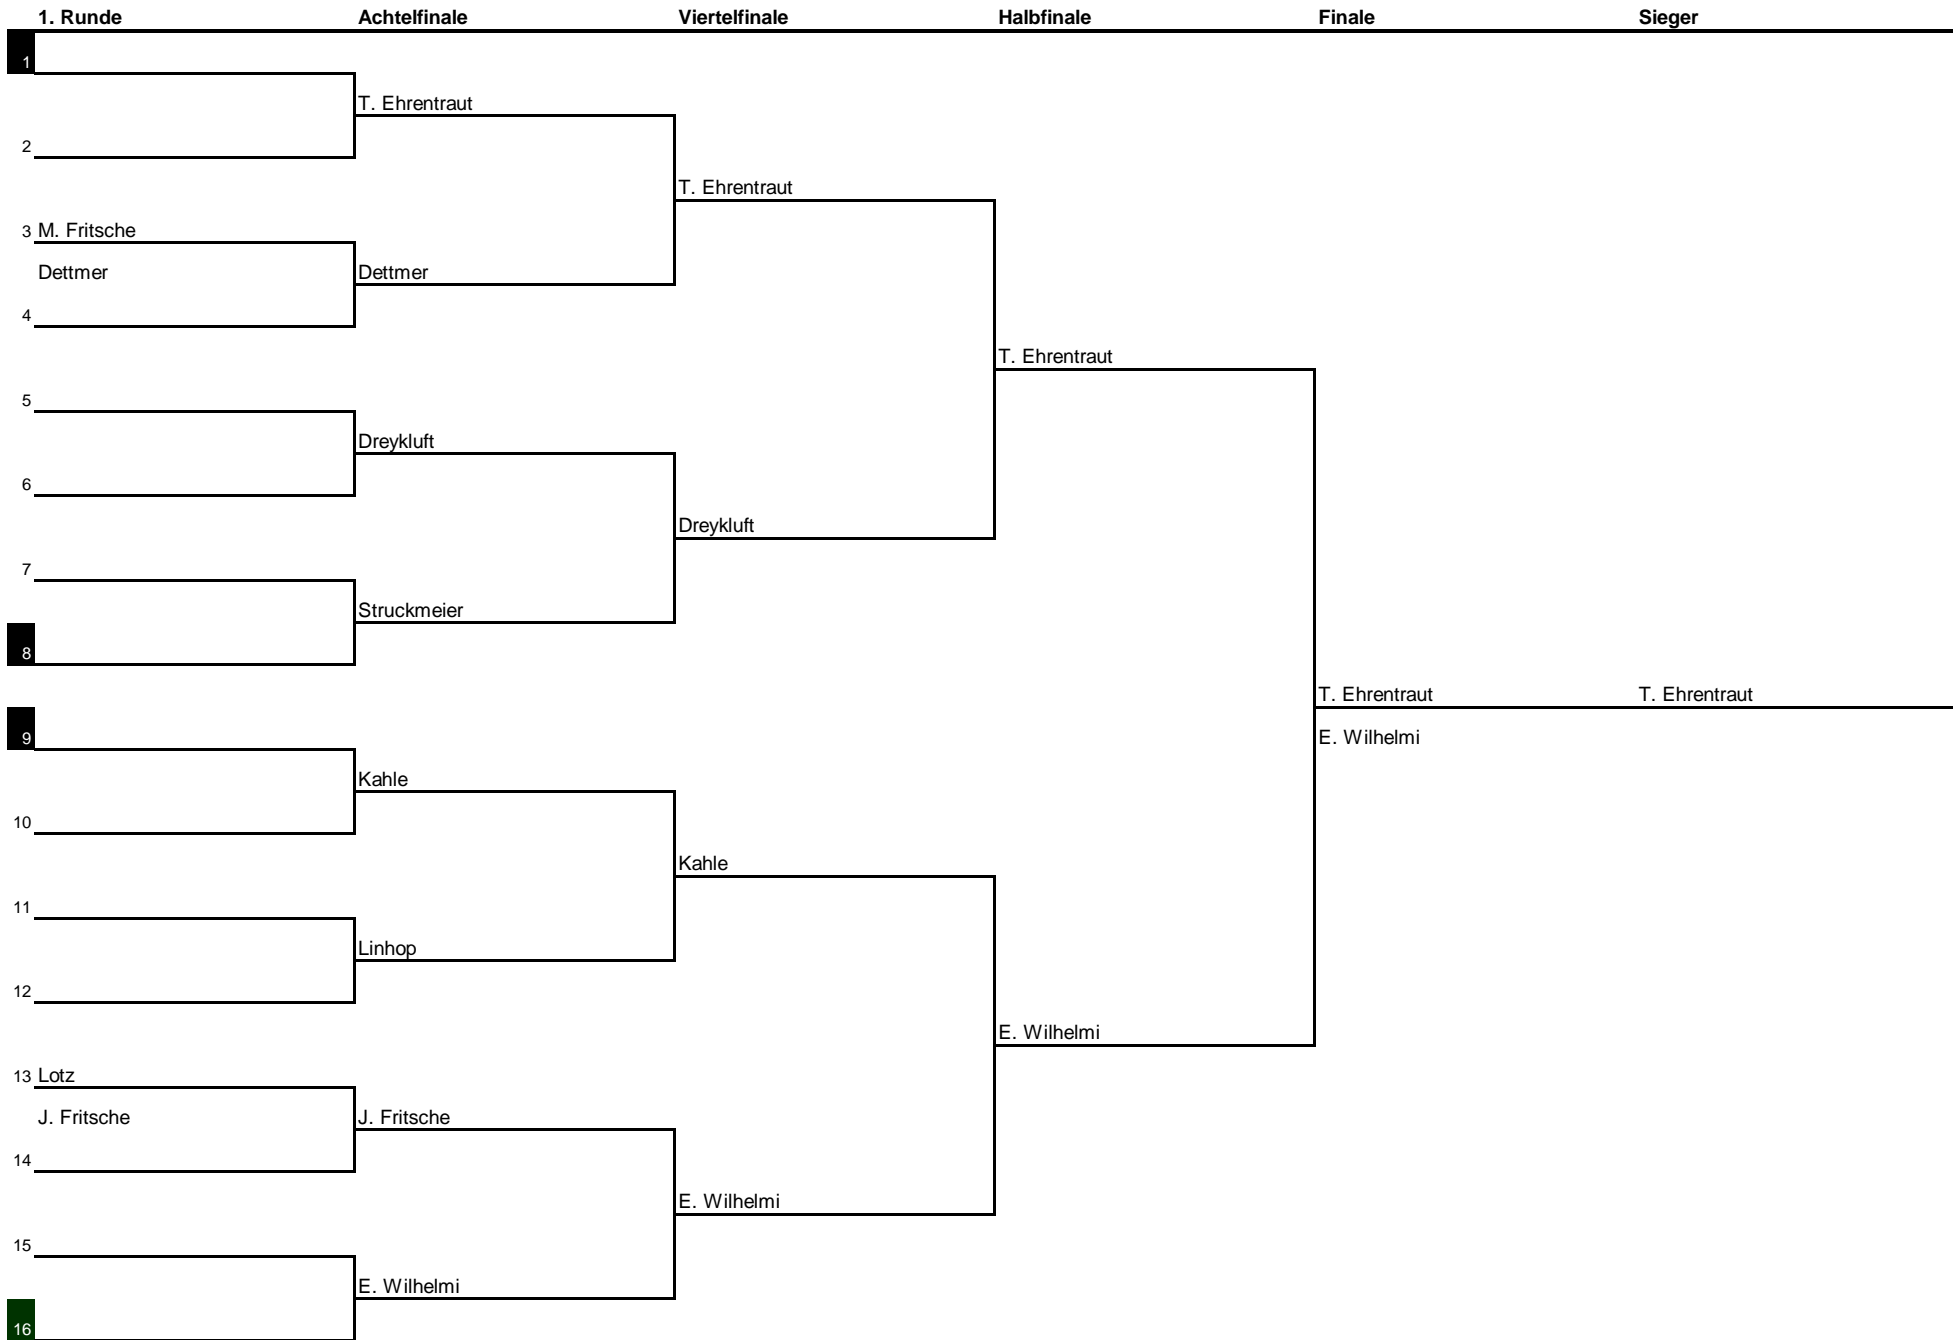 1. Runde Achtelfinale Viertelfinale Halbfinale Finale Sieger
1
T. Ehrentraut
2
T. Ehrentraut
3 M. Fritsche
Dettmer Dettmer
4
T. Ehrentraut
5
Dreykluft
6
Dreykluft
7
Struckmeier
8
T. Ehrentraut T. Ehrentraut
9 E. Wilhelmi
Kahle
10
Kahle
11
Linhop
12
E. Wilhelmi
13 Lotz
J. Fritsche J. Fritsche
14
E. Wilhelmi
15
E. Wilhelmi
16